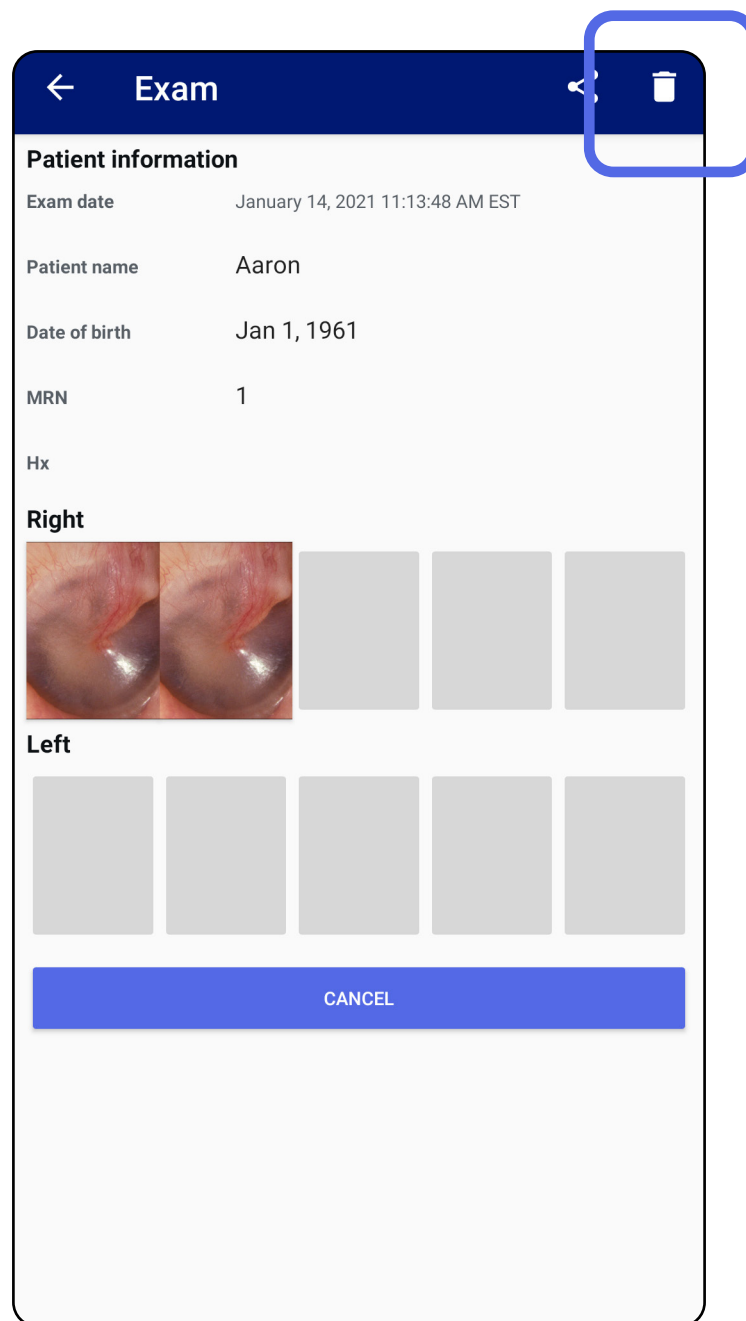 Exam
Patient information
Exam date January 14, 2021 11:13:48 AM EST
Patient name Aaron
Date of birth Jan 1, 1961
MRN 1
Hx
Right
Left
CANCEL